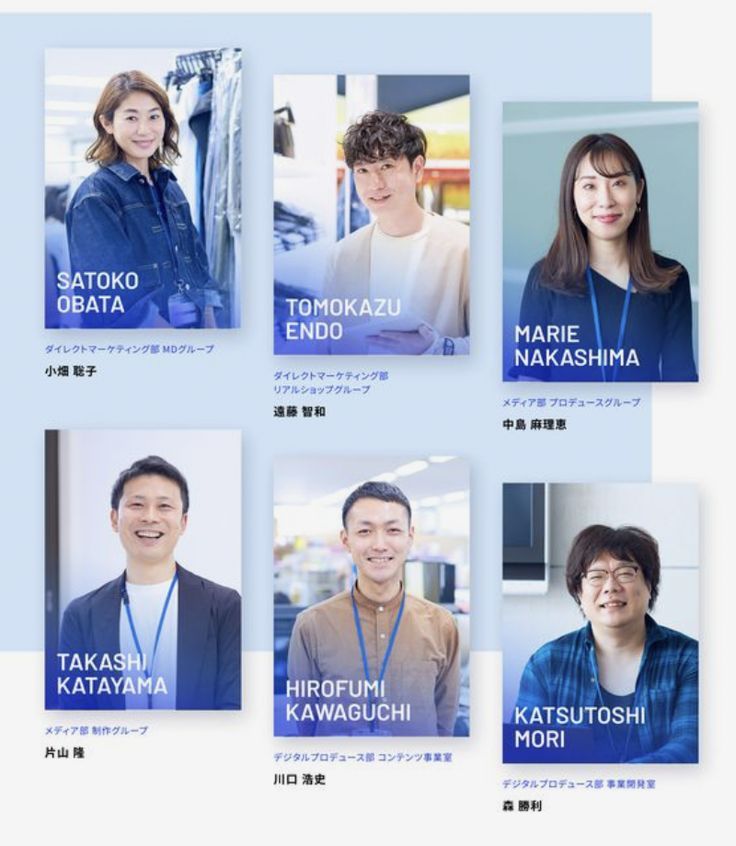 SATOKO
OBATA
ダイレクトマーケティング部 MDグループ
小畑 聡子
TOMOKAZU
ENDO
ダイレクトマーケティング部
リアルショップグループ
遠藤 智和
MARIE
NAKASHIMA
メディア部 プロデュースグループ
中島 麻理恵
TAKASHI
KATAYAMA
メディア部 制作グループ
片山 隆
HIROFUMI
KAWAGUCHI
デジタルプロデュース部 コンテンツ事業室
川口 浩史
KATSUTOSHI
MORI
デジタルプロデュース部 事業開発室
森 勝利